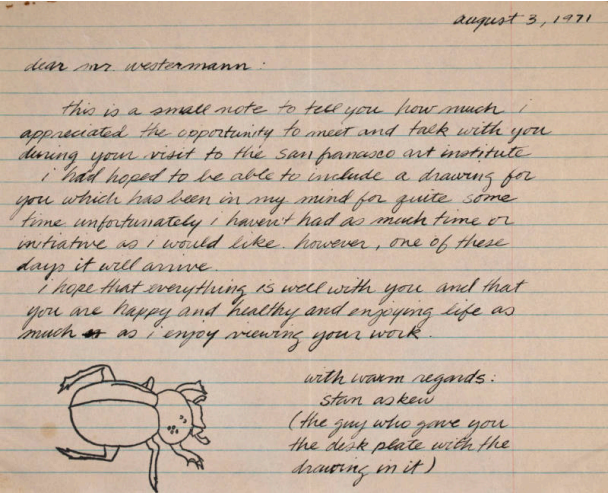 august 3, 1971
dear mr. westermann:
this is a small note to tell you how much i
appreciated the opportunity to meet and talk with you
during your visit to the san francisco art institute
i had hoped to be able to include a drawing for
you which has been in my mind for quite some
time unfortunately i haven't had as much time or
initiative as i would like. however, one of these
days it will arrive.
i hope that everything is well with you and that
you are happy and healthy and enjoying life as
much as i enjoy viewing your work.
with warm regards:
stan askew
(the guy who gave you
the desk plate with the
drawing in it)